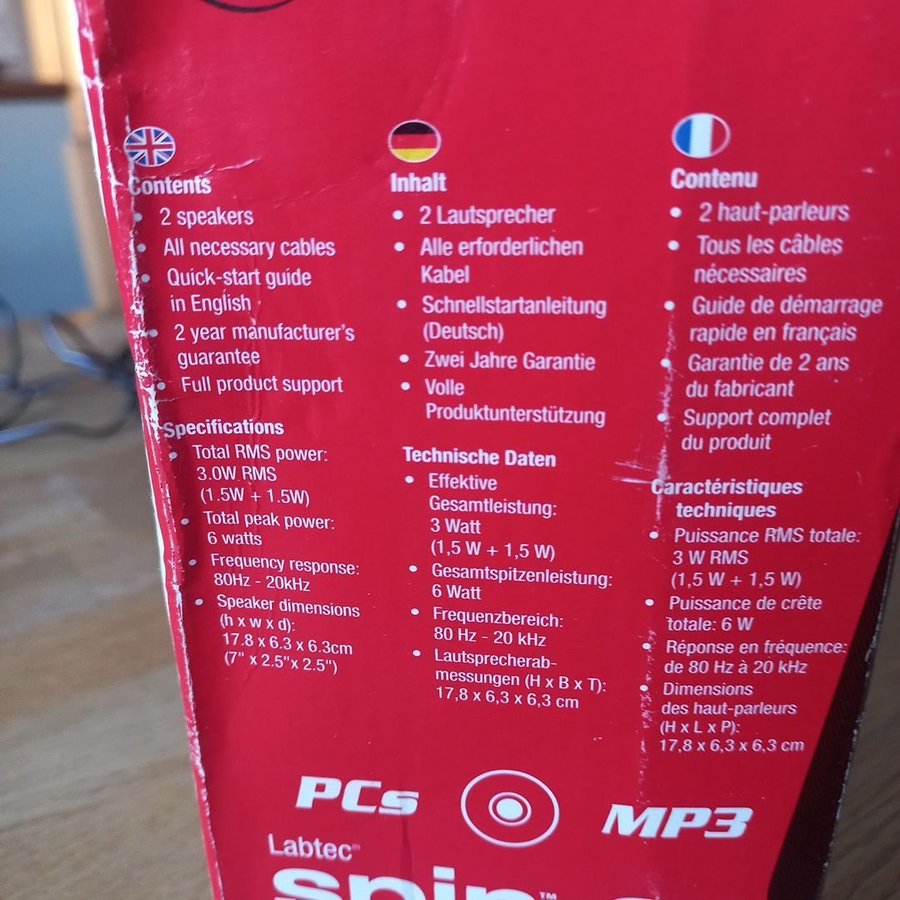 Contents
• 2 speakers
• All necessary cables
• Quick-start guide
in English
• 2 year manufacturer's
guarantee
• Full product support
Specifications
• Total RMS power:
3.0W RMS
(1.5W + 1.5W)
• Total peak power:
6 watts
• Frequency response:
80Hz - 20kHz
• Speaker dimensions
(h x w x d):
17.8 x 6.3 x 6.3cm
(7" x 2.5"x 2.5")
Inhalt
• 2 Lautsprecher
• Alle erforderlichen
Kabel
• Schnellstartanleitung
(Deutsch)
• Zwei Jahre Garantie
• Volle
Produktunterstützung
Technische Daten
• Effektive
Gesamtleistung:
3 Watt
(1,5 W + 1,5 W)
• Gesamtspitzenleistung:
6 Watt
• Frequenzbereich:
80 Hz - 20 kHz
• Lautsprecherab-
messungen (H x B x T):
17,8 x 6,3 x 6,3 cm
Contenu
• 2 haut-parleurs
• Tous les câbles
nécessaires
• Guide de démarrage
rapide en français
• Garantie de 2 ans
du fabricant
• Support complet
du produit
Caractéristiques
techniques
• Puissance RMS totale:
3 W RMS
(1,5 W + 1,5 W)
• Puissance de crête
totale: 6 W
• Réponse en fréquence:
de 80 Hz à 20 kHz
• Dimensions
des haut-parleurs
(H x L x P):
17,8 x 6,3 x 6,3 cm
PCs MP3
Labtec™
spin™